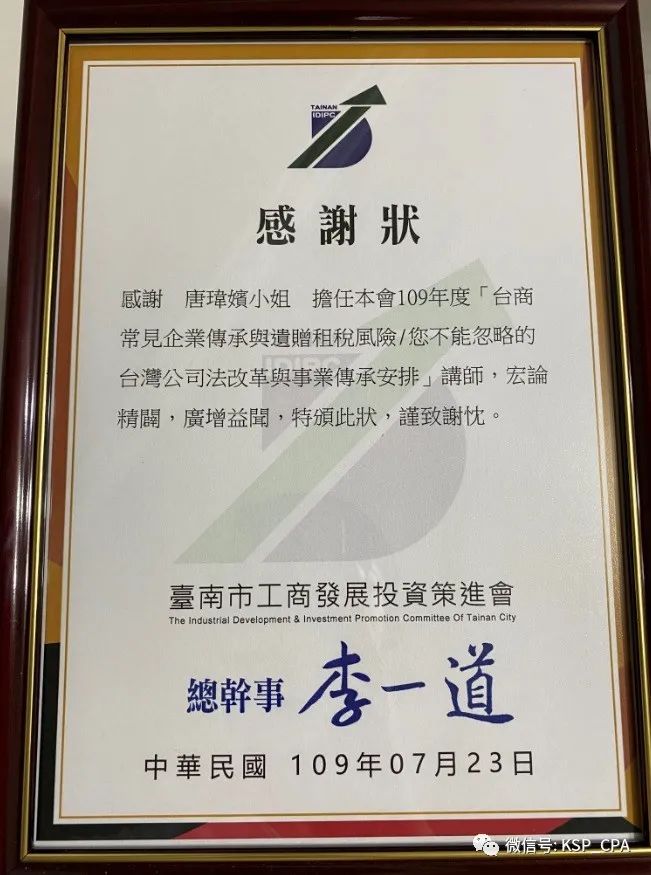 TAINAN
IDIPC
感謝狀
感謝 唐瑋嬪小姐 擔任本會109年度「台商
常見企業傳承與遺贈租稅風險/您不能忽略的
台灣公司法改革與事業傳承安排」講師，宏論
精闢，廣增益聞，特頒此狀，謹致謝忱。
IDIPC
臺南市工商發展投資策進會
The Industrial Development & Investment Promotion Committee Of Tainan City
總幹事 李一道
中華民國 109年07月23日
微信号: KSP_CPA